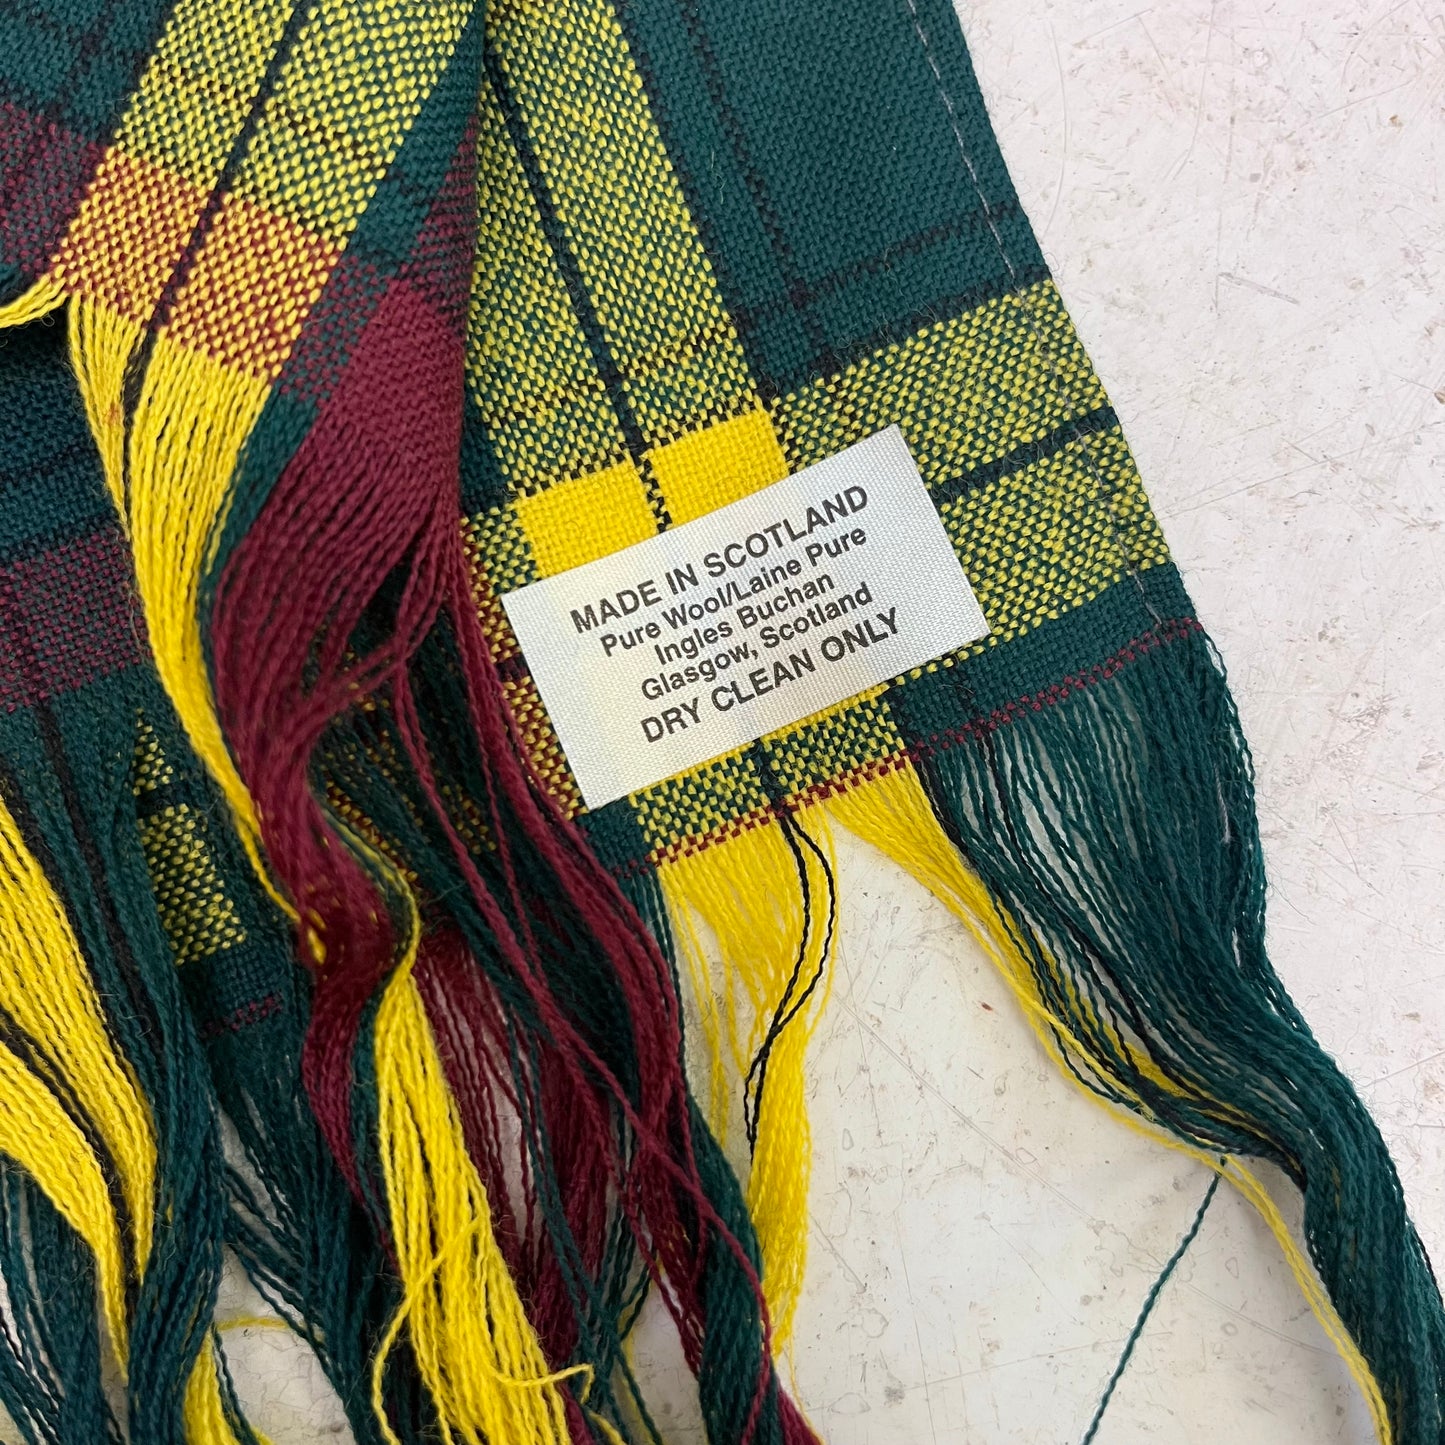 MADE IN SCOTLAND
Pure Wool/Laine Pure
Ingles Buchan
Glasgow, Scotland
DRY CLEAN ONLY